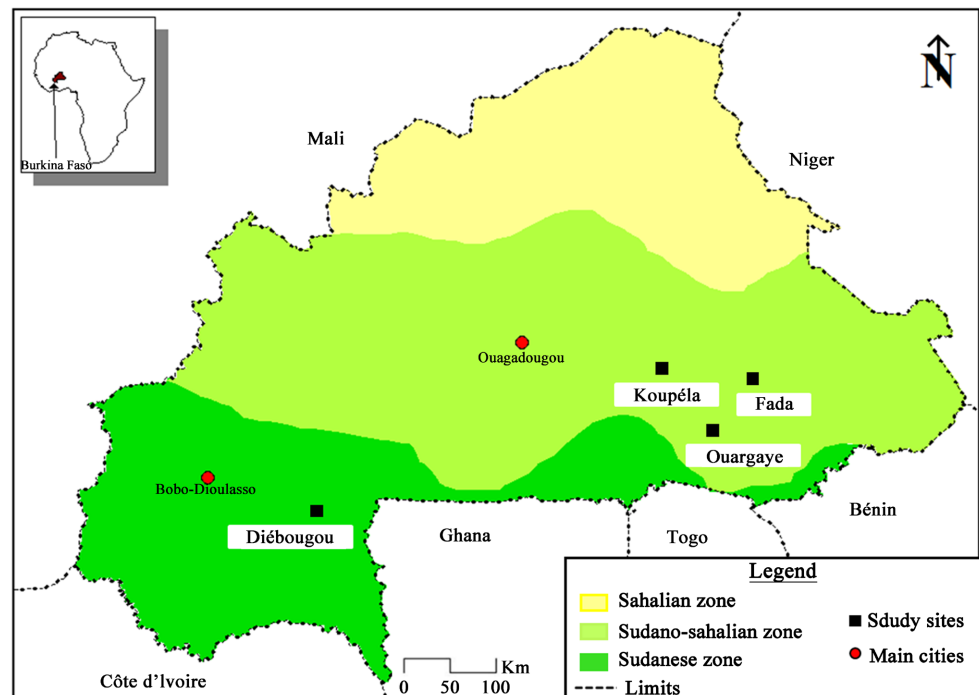 N
Burkina Faso
Mali
Niger
Ouagadougou
Koupéla
Fada
Ouargaye
Bobo-Dioulasso
Diébougou
Ghana
Togo
Bénin
Côte d'Ivoire
Km
0 50 100
Legend
Sahalian zone
Sudano-sahalian zone
Sudanese zone
Limits
Sdudy sites
Main cities